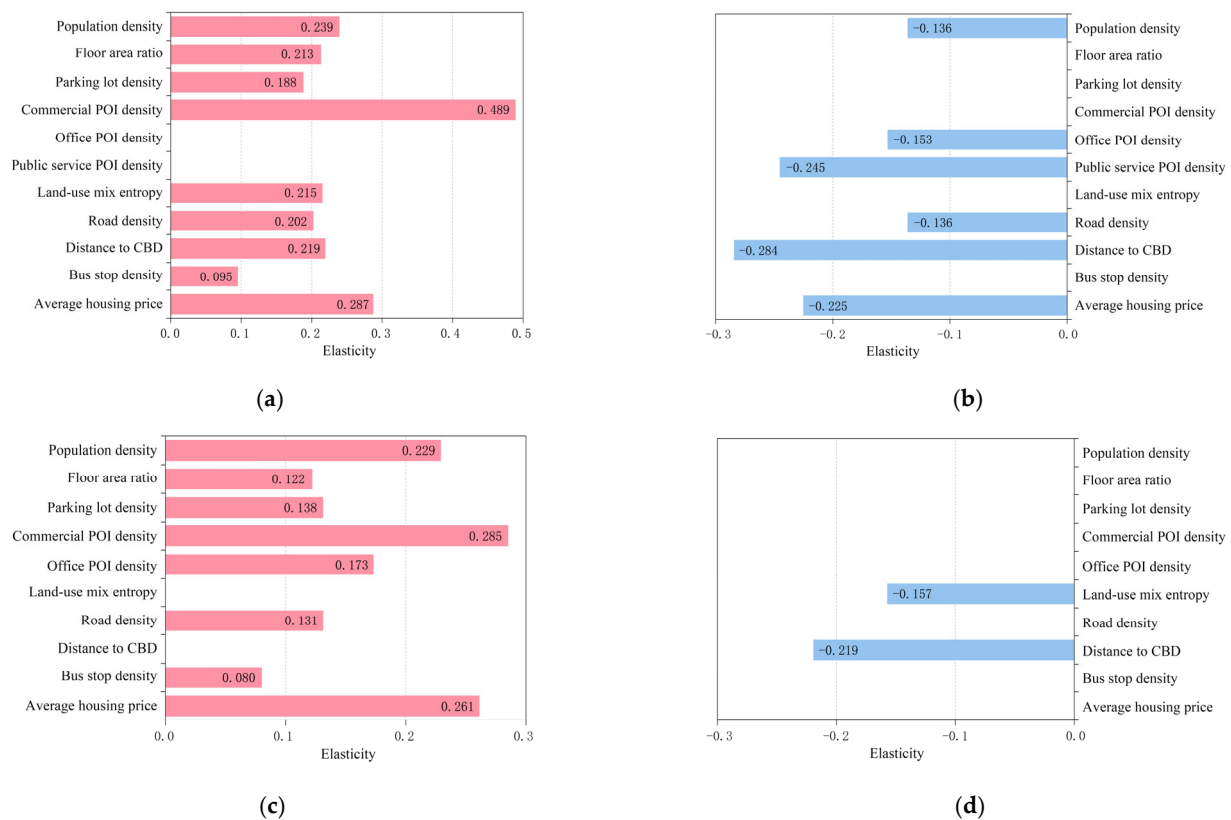 Population density 0.239
Floor area ratio 0.213
Parking lot density 0.188
Commercial POI density 0.489
Office POI density
Public service POI density
Land-use mix entropy 0.215
Road density 0.202
Distance to CBD 0.219
Bus stop density 0.095
Average housing price 0.287
0.0 0.1 0.2 0.3 0.4 0.5
Elasticity
(a)
-0.136 Population density
Floor area ratio
Parking lot density
Commercial POI density
-0.153 Office POI density
-0.245 Public service POI density
Land-use mix entropy
-0.136 Road density
-0.284 Distance to CBD
Bus stop density
-0.225 Average housing price
-0.3 -0.2 -0.1 0.0
Elasticity
(b)
Population density 0.229
Floor area ratio 0.122
Parking lot density 0.138
Commercial POI density 0.285
Office POI density 0.173
Land-use mix entropy
Road density 0.131
Distance to CBD
Bus stop density 0.080
Average housing price 0.261
0.0 0.1 0.2 0.3
Elasticity
(c)
Population density
Floor area ratio
Parking lot density
Commercial POI density
Office POI density
-0.157 Land-use mix entropy
Road density
-0.219 Distance to CBD
Bus stop density
Average housing price
-0.3 -0.2 -0.1 0.0
Elasticity
(d)